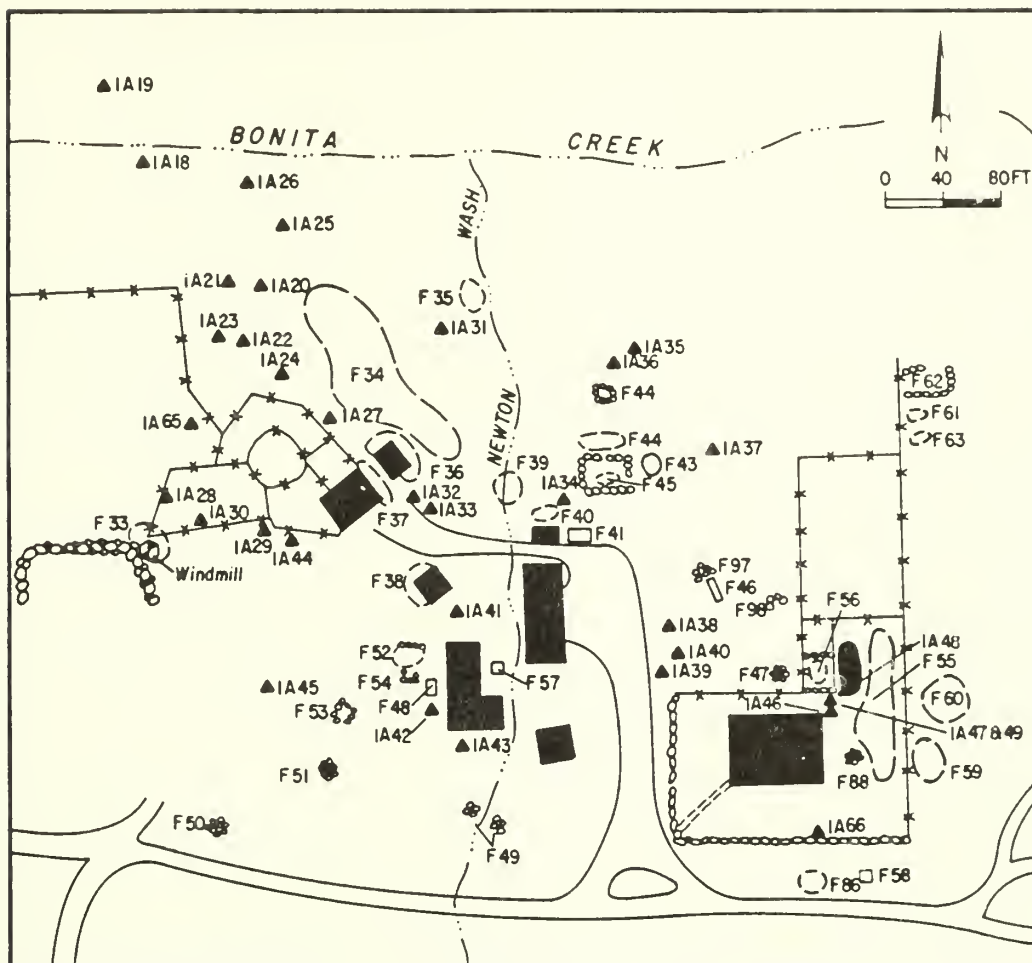 IA19
BONITA CREEK
N
0 40 80FT
IA18
IA26
WASH
IA25
iA21
IA20
F35
IA23
IA22
IA31
IA35
IA24
IA36
F34
F62
F44
IA65
IA27
NEWTON
F61
F44
F63
F36
F39
F43
IA37
IA28
IA32
IA34
F45
F33
IA30
IA33
F37
F40
IA29
IA44
F41
Windmill
F38
F97
F46
F98
F56
IA41
IA38
IA48
F52
IA40
F55
F54
F57
IA39
F47
IA45
F48
F60
F53
IA46
IA42
IA47&49
IA43
F59
F51
F88
F50
IA66
F49
F86
F58